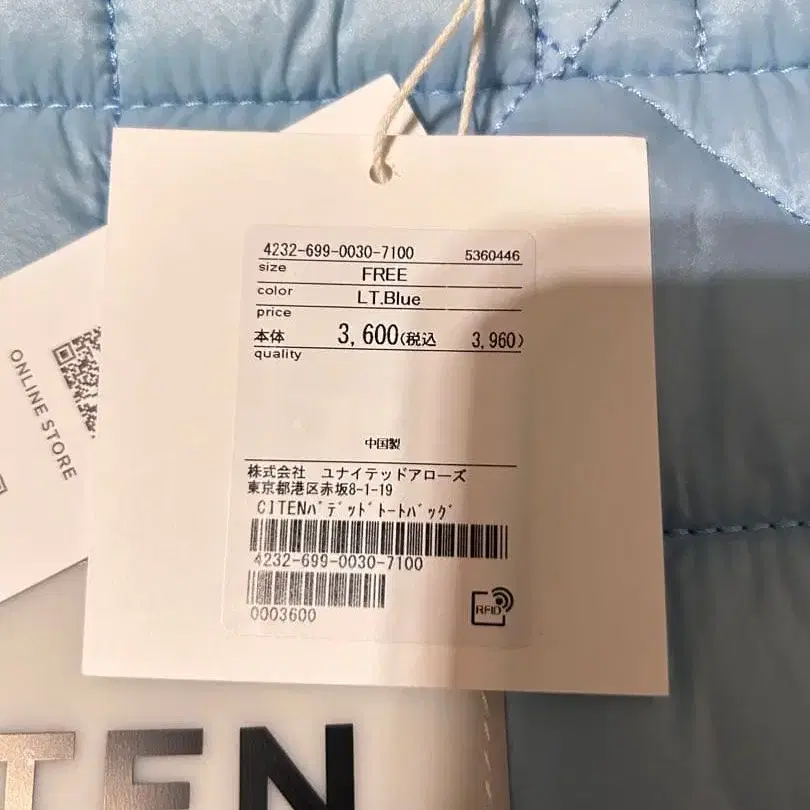 4232-699-0030-7100 5360446
size FREE
color LT.Blue
price
本体 3,600(税込 3,960)
quality
中国製
株式会社 ユナイテッドアローズ
東京都港区赤坂8-1-19
CITENﾊﾟﾃﾞｯﾄﾞﾄｰﾄﾊﾞｯｸﾞ
4232-699-0030-7100
0003600
RFID
ONLINE STORE
TEN